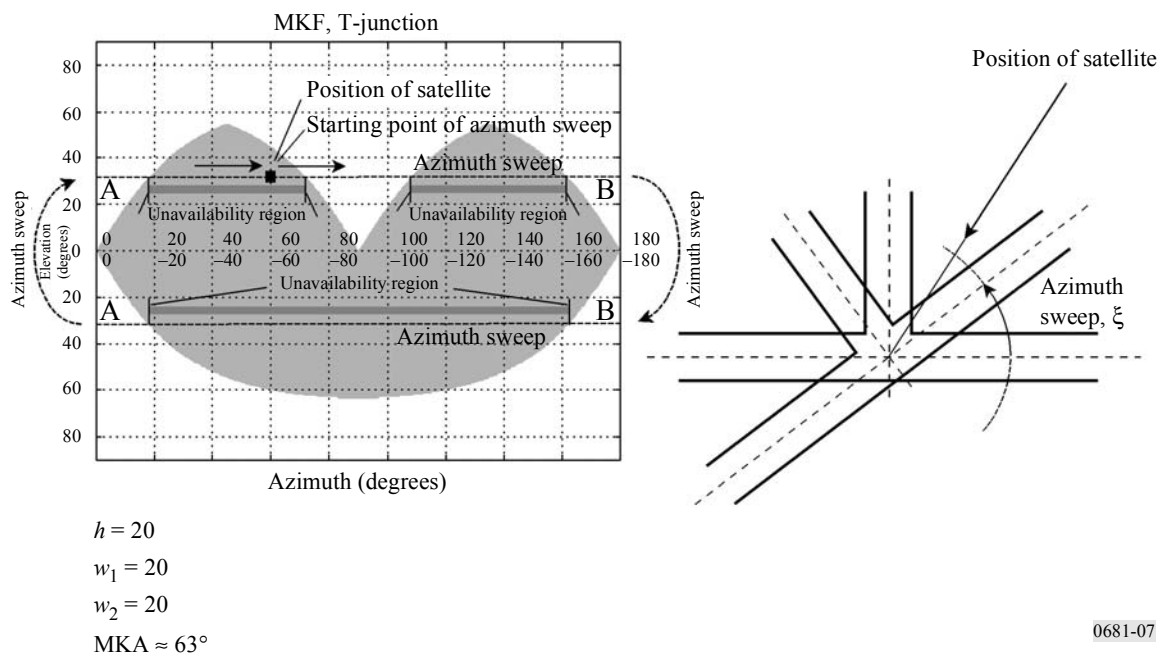 MKF, T-junction
80
60
40
20
0
20
40
60
80
Position of satellite
Starting point of azimuth sweep
Azimuth sweep
A
B
Unavailability region
Unavailability region
0 20 40 60 80 100 120 140 160 180
0 –20 –40 –60 –80 –100 –120 –140 –160 –180
Elevation
(degrees)
Azimuth sweep
Azimuth sweep
Unavailability region
A
B
Azimuth sweep
Azimuth (degrees)
Position of satellite
Azimuth
sweep, ξ
h = 20
w₁ = 20
w₂ = 20
MKA ≈ 63°
0681-07